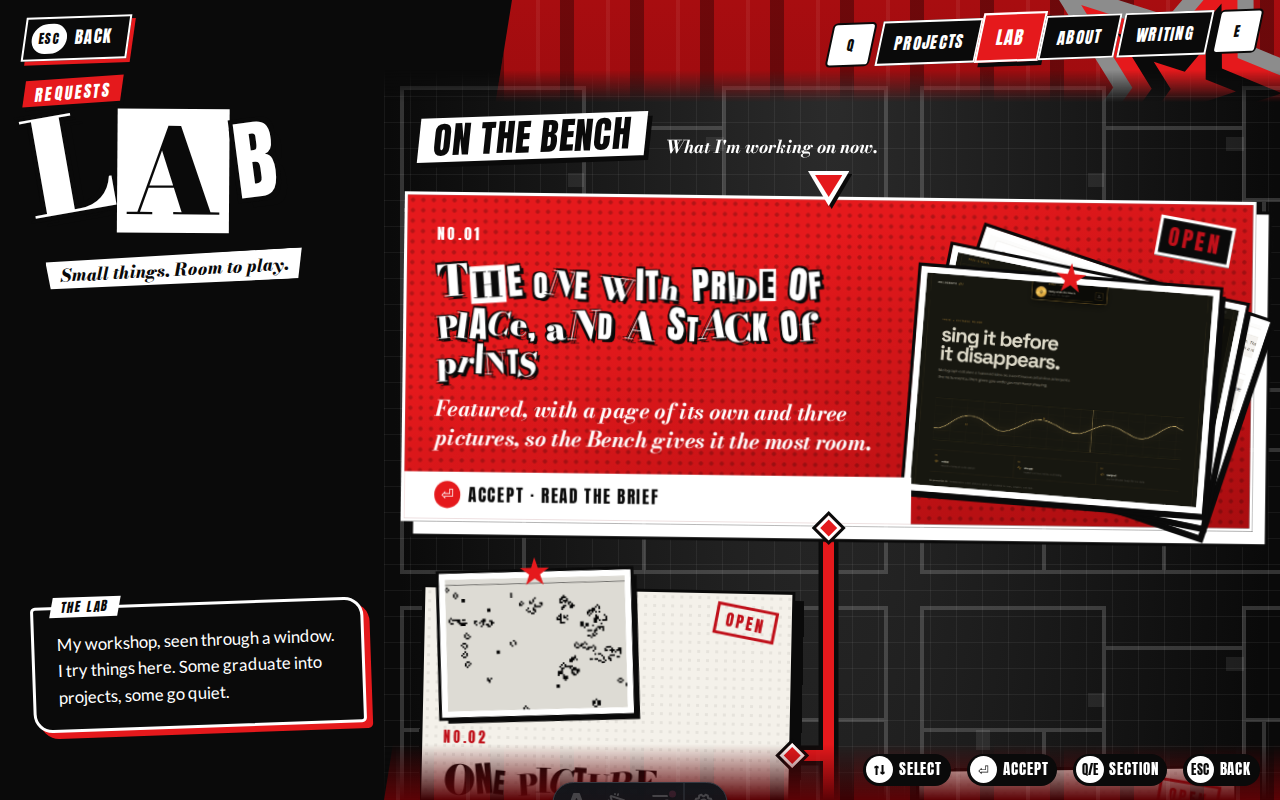 ESC BACK
Q
PROJECTS
LAB
ABOUT
WRITING
E
REQUESTS
LAB
Small things. Room to play.
ON THE BENCH
What I'm working on now.
NO.01
OPEN
THE ONE WITH PRIDE OF
PlACe, aND A STACK Of
prINTS
Featured, with a page of its own and three
pictures, so the Bench gives it the most room.
ACCEPT · READ THE BRIEF
sing it before
it disappears.
THE LAB
My workshop, seen through a window.
I try things here. Some graduate into
projects, some go quiet.
OPEN
NO.02
ONe pICTURE
↑↓ SELECT
⏎ ACCEPT
Q/E SECTION
ESC BACK